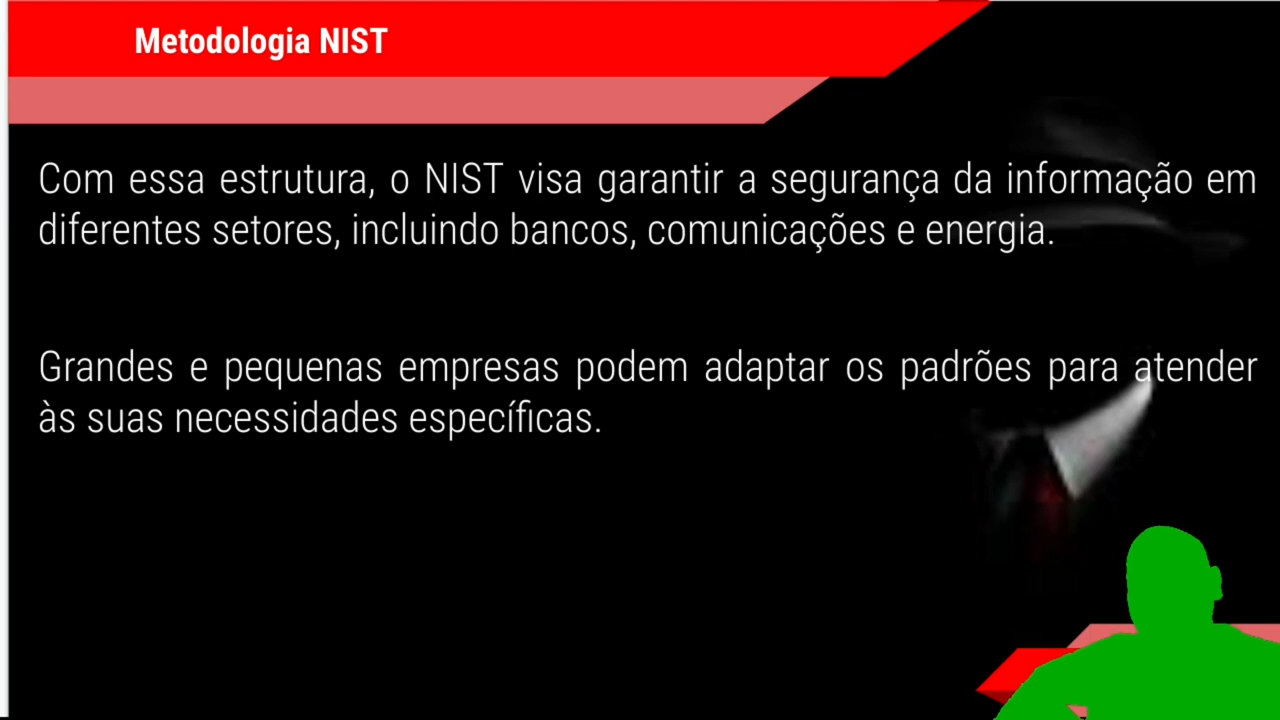 Metodologia NIST
Com essa estrutura, o NIST visa garantir a segurança da informação em
diferentes setores, incluindo bancos, comunicações e energia.
Grandes e pequenas empresas podem adaptar os padrões para atender
às suas necessidades específicas.